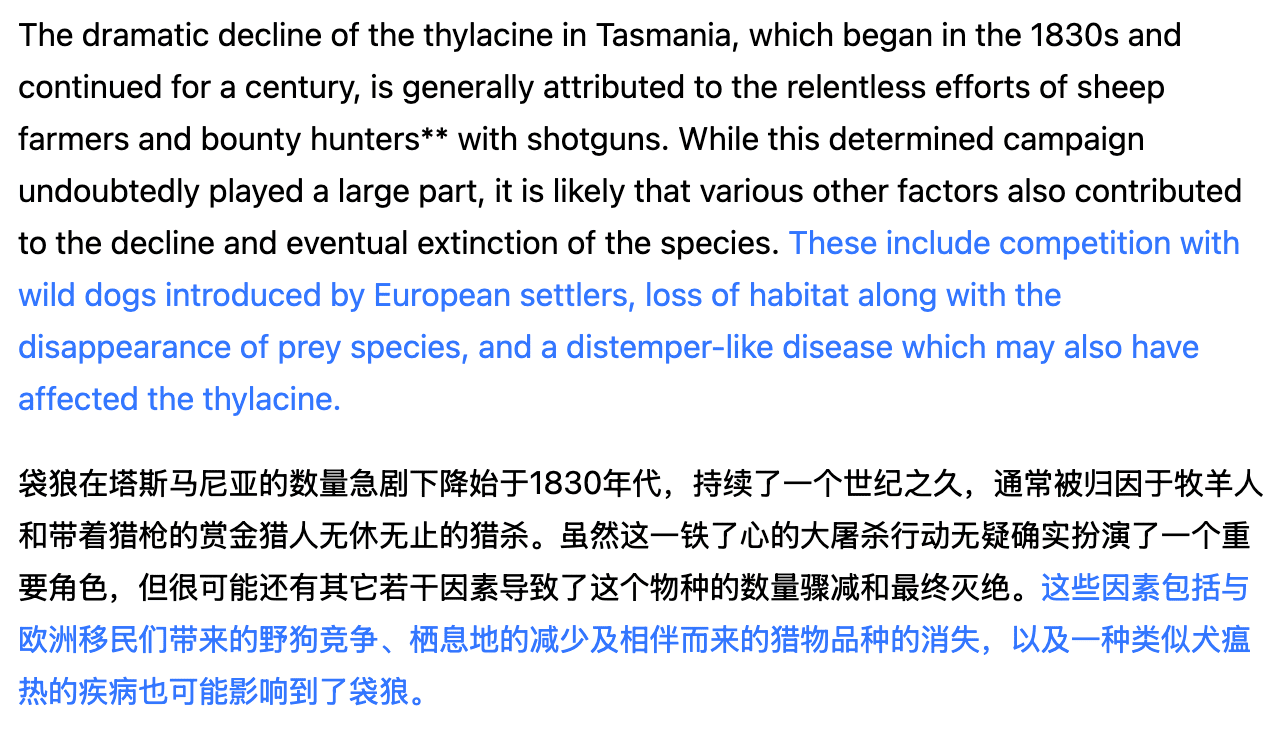 The dramatic decline of the thylacine in Tasmania, which began in the 1830s and
continued for a century, is generally attributed to the relentless efforts of sheep
farmers and bounty hunters** with shotguns. While this determined campaign
undoubtedly played a large part, it is likely that various other factors also contributed
to the decline and eventual extinction of the species. These include competition with
wild dogs introduced by European settlers, loss of habitat along with the
disappearance of prey species, and a distemper-like disease which may also have
affected the thylacine.
袋狼在塔斯马尼亚的数量急剧下降始于1830年代，持续了一个世纪之久，通常被归因于牧羊人
和带着猎枪的赏金猎人无休无止的猎杀。虽然这一铁了心的大屠杀行动无疑确实扮演了一个重
要角色，但很可能还有其它若干因素导致了这个物种的数量骤减和最终灭绝。这些因素包括与
欧洲移民们带来的野狗竞争、栖息地的减少及相伴而来的猎物品种的消失，以及一种类似犬瘟
热的疾病也可能影响到了袋狼。